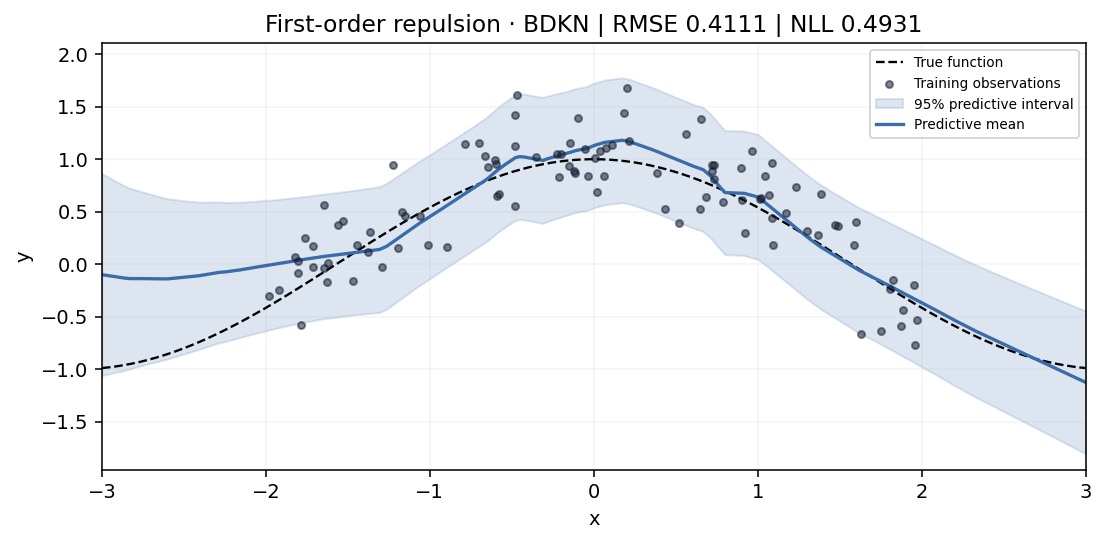 First-order repulsion · BDKN | RMSE 0.4111 | NLL 0.4931
2.0
1.5
1.0
0.5
0.0
−0.5
−1.0
−1.5
y
True function
Training observations
95% predictive interval
Predictive mean
−3
−2
−1
0
1
2
3
x